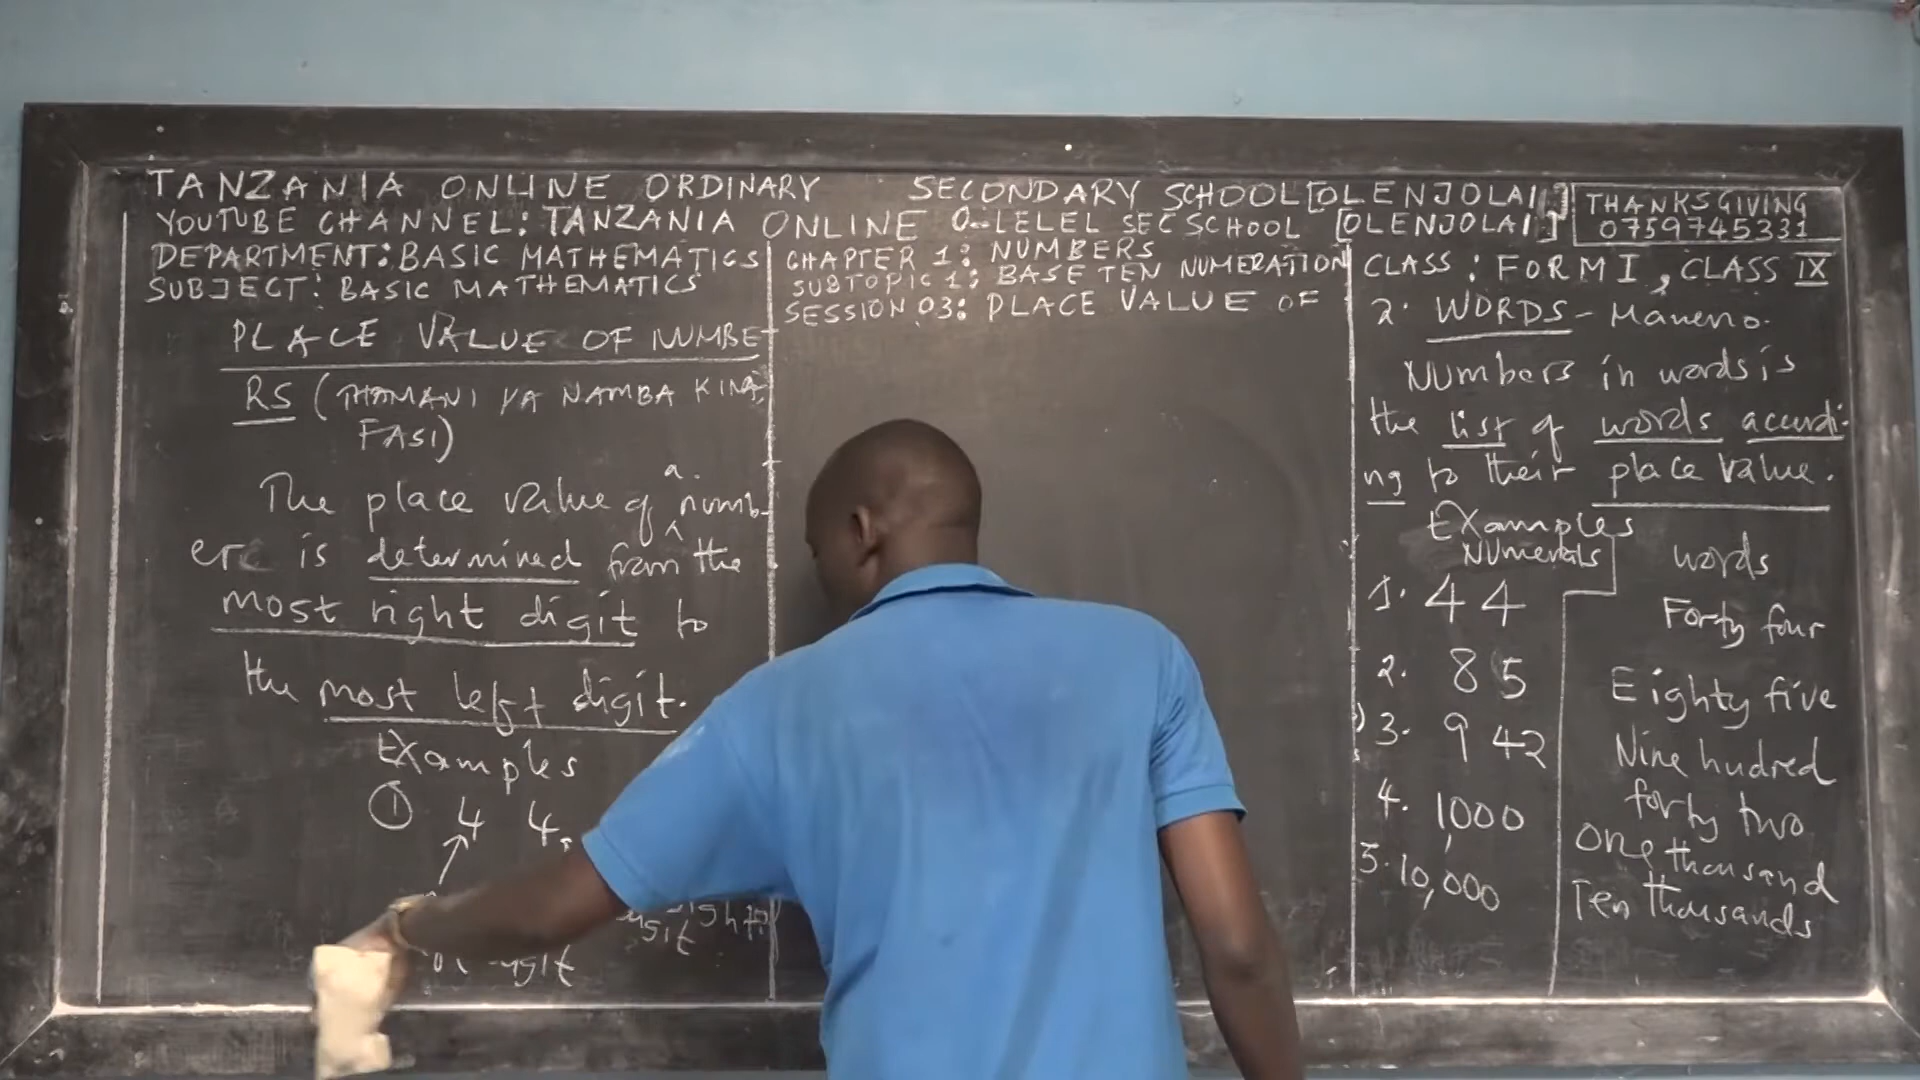 TANZANIA ONLINE ORDINARY SECONDARY SCHOOL [OLENJOLAI]
YOUTUBE CHANNEL: TANZANIA ONLINE O-LELEL SEC SCHOOL [OLENJOLAI]
THANKSGIVING
0759745331
DEPARTMENT: BASIC MATHEMATICS
SUBJECT: BASIC MATHEMATICS
PLACE VALUE OF NUMBE
RS (THAMANI YA NAMBA KINA
FASI)
The place value of a numb-
er is determined from the
most right digit to
the most left digit.
Examples
① 4 4
CHAPTER 1: NUMBERS
SUBTOPIC 1: BASE TEN NUMERATION
SESSION 03: PLACE VALUE OF
CLASS: FORM I, CLASS IX
2. WORDS - Maneno.
Numbers in words is
the list of words accordi-
ng to their place value.
Examples
Numerals words
1. 44 Forty four
2. 85 Eighty five
3. 942 Nine hudred
forty two
4. 1000 One thousand
5. 10,000 Ten thousands